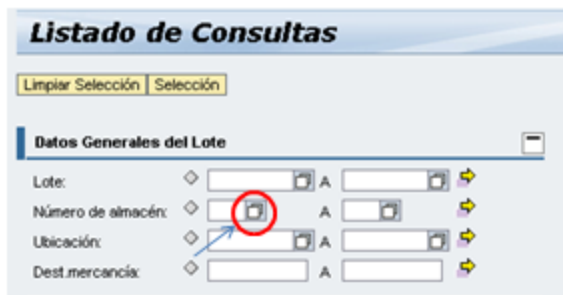 Listado de Consultas
Limpiar Selección Selección
Datos Generales del Lote
Lote: A
Número de almacén: A
Ubicación: A
Dest.mercancía: A